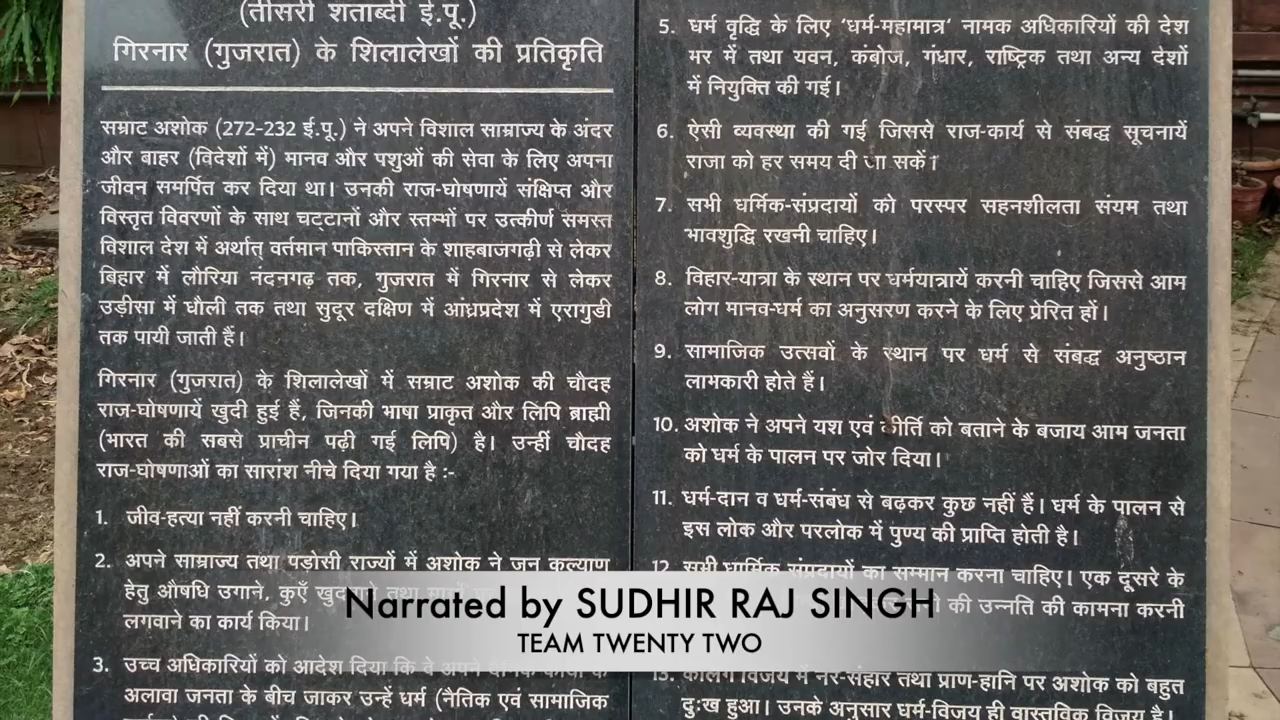 (तीसरी शताब्दी ई.पू.)
गिरनार (गुजरात) के शिलालेखों की प्रतिकृति
सम्राट अशोक (272-232 ई.पू.) ने अपने विशाल साम्राज्य के अंदर
और बाहर (विदेशों में) मानव और पशुओं की सेवा के लिए अपना
जीवन समर्पित कर दिया था। उनकी राज-घोषणायें संक्षिप्त और
विस्तृत विवरणों के साथ चट्टानों और स्तम्भों पर उत्कीर्ण समस्त
विशाल देश में अर्थात् वर्तमान पाकिस्तान के शाहबाजगढ़ी से लेकर
बिहार में लौरिया नंदनगढ़ तक, गुजरात में गिरनार से लेकर
उड़ीसा में धौली तक तथा सुदूर दक्षिण में आंध्रप्रदेश में एरागुडी
तक पायी जाती हैं।
गिरनार (गुजरात) के शिलालेखों में सम्राट अशोक की चौदह
राज-घोषणायें खुदी हुई हैं, जिनकी भाषा प्राकृत और लिपि ब्राह्मी
(भारत की सबसे प्राचीन पढ़ी गई लिपि) है। उन्हीं चौदह
राज-घोषणाओं का सारांश नीचे दिया गया है :-
1. जीव-हत्या नहीं करनी चाहिए।
2. अपने साम्राज्य तथा पड़ोसी राज्यों में अशोक ने जन कल्याण
हेतु औषधि उगाने, कुएँ खुदवाने तथा
लगवाने का कार्य किया।
3. उच्च अधिकारियों को आदेश दिया कि वे अपने
अलावा जनता के बीच जाकर उन्हें धर्म (नैतिक एवं सामाजिक
5. धर्म वृद्धि के लिए 'धर्म-महामात्र' नामक अधिकारियों की देश
भर में तथा यवन, कंबोज, गंधार, राष्ट्रिक तथा अन्य देशों
में नियुक्ति की गई।
6. ऐसी व्यवस्था की गई जिससे राज-कार्य से संबद्ध सूचनायें
राजा को हर समय दी जा सकें।
7. सभी धर्मिक-संप्रदायों को परस्पर सहनशीलता संयम तथा
भावशुद्धि रखनी चाहिए।
8. विहार-यात्रा के स्थान पर धर्मयात्रायें करनी चाहिए जिससे आम
लोग मानव-धर्म का अनुसरण करने के लिए प्रेरित हों।
9. सामाजिक उत्सवों के स्थान पर धर्म से संबद्ध अनुष्ठान
लाभकारी होते हैं।
10. अशोक ने अपने यश एवं कीर्ति को बताने के बजाय आम जनता
को धर्म के पालन पर जोर दिया।
11. धर्म-दान व धर्म-संबंध से बढ़कर कुछ नहीं हैं। धर्म के पालन से
इस लोक और परलोक में पुण्य की प्राप्ति होती है।
12. सभी धार्मिक संप्रदायों का सम्मान करना चाहिए। एक दूसरे के
की उन्नति की कामना करनी
13. कलिंग विजय में नर-संहार तथा प्राण-हानि पर अशोक को बहुत
दुःख हुआ। उनके अनुसार धर्म-विजय ही वास्तविक विजय है।
Narrated by SUDHIR RAJ SINGH
TEAM TWENTY TWO